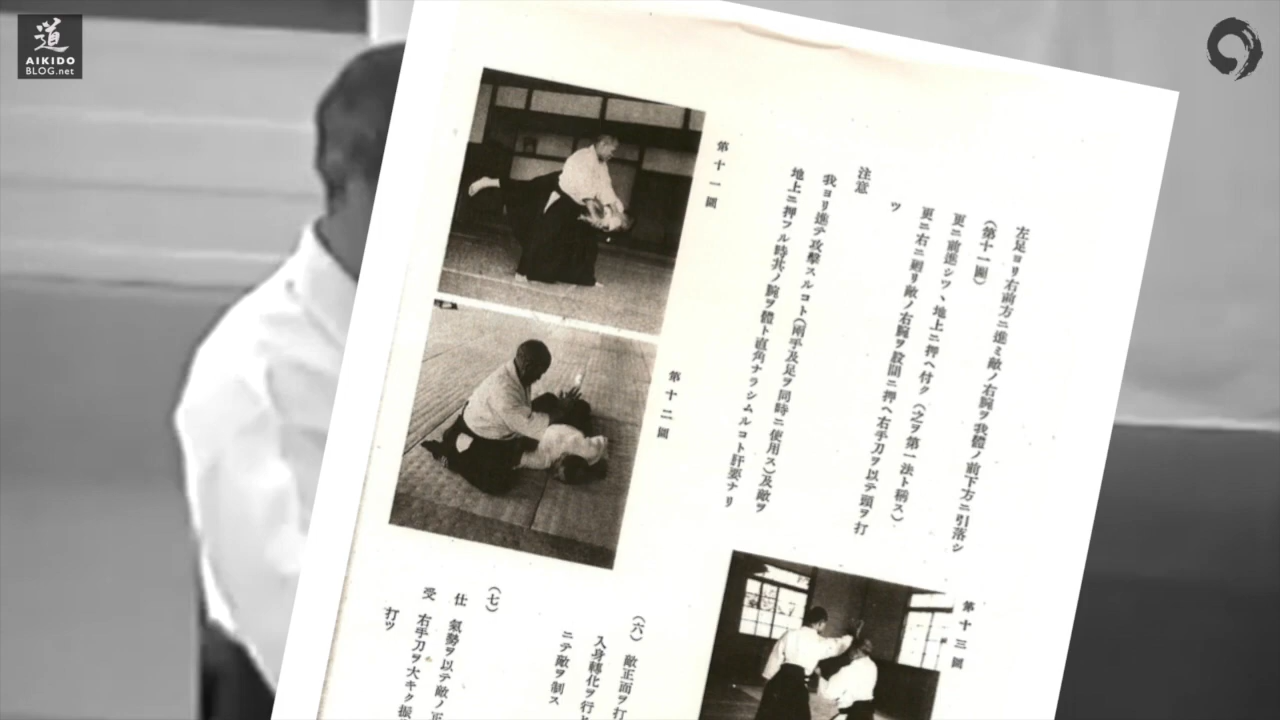 道
AIKIDO
BLOG.net
左足ヨリ右前方ニ進ミ敵ノ右腕ヲ我體ノ前下方ニ引落シ
(第十一圖)
更ニ前進シツヽ地上ニ押ヘ付ク(之ヲ第一法ト稱ス)
更ニ右ニ廻リ敵ノ右腕ヲ股間ニ押ヘ右手刀ヲ以テ頸ヲ打
ツ
注意
我ヨリ進テ攻擊スルコト(兩手及足ヲ同時ニ使用ス)及敵ヲ
地上ニ押フル時其ノ腕ヲ體ト直角ナラシムルコト肝要ナリ
第十一圖
第十二圖
第十三圖
(六) 敵正面ヲ打
入身轉化ヲ行
ニテ敵ヲ制ス
(七)
仕 氣勢ヲ以テ敵ノ
受 右手刀ヲ大キク振
打ツ